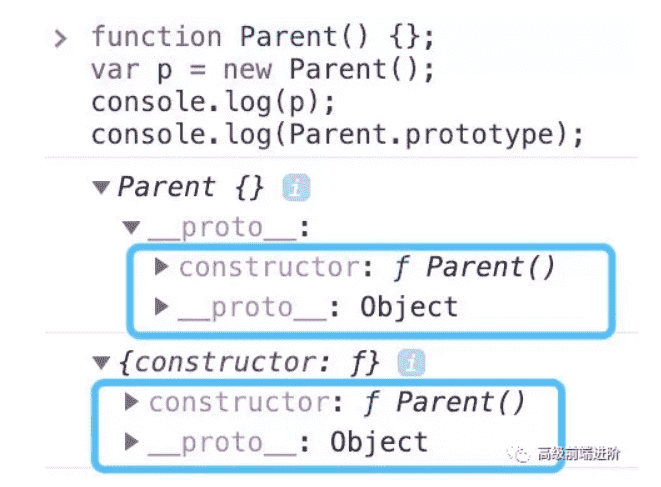 > function Parent() {};
var p = new Parent();
console.log(p);
console.log(Parent.prototype);
▼Parent {} i
▼__proto__:
▶constructor: ƒ Parent()
▶__proto__: Object
▼{constructor: ƒ} i
▶constructor: ƒ Parent()
▶__proto__: Object
高级前端进阶